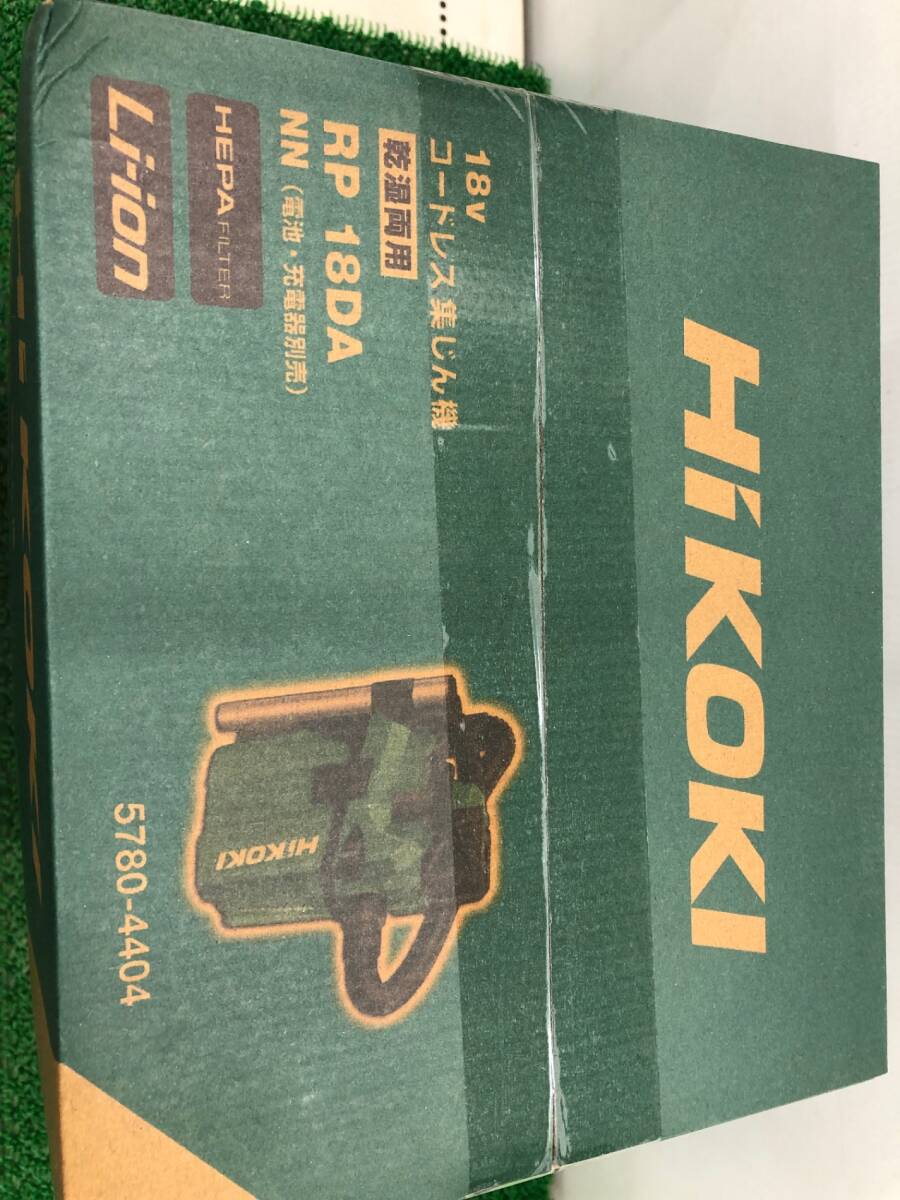 HiKOKI
18v
コードレス集じん機
乾湿両用
RP 18DA
NN (電池・充電器別売)
HEPA FILTER
Li-ion
HiKOKI
5780-4404